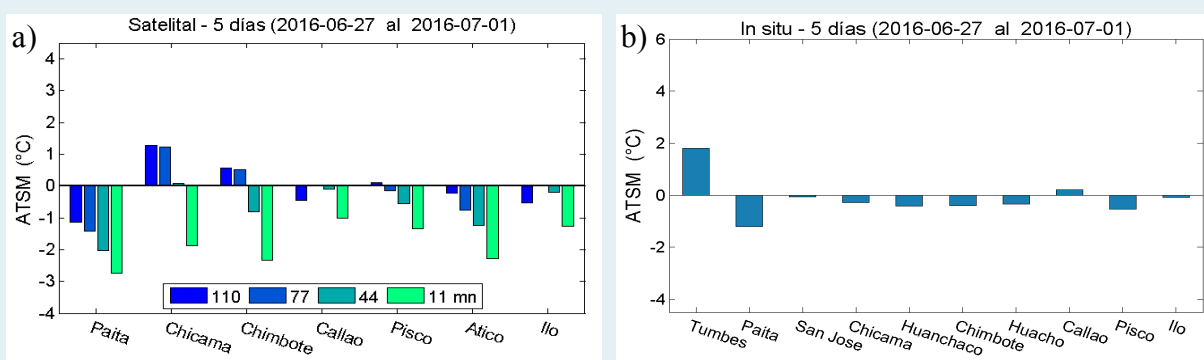 a)
Satelital - 5 días (2016-06-27 al 2016-07-01)
ATSM (°C)
4
3
2
1
0
-1
-2
-3
-4
110 77 44 11 mn
Paita Chicama Chimbote Callao Pisco Atico Ilo
b)
In situ - 5 días (2016-06-27 al 2016-07-01)
ATSM (°C)
6
4
2
0
-2
-4
Tumbes Paita San Jose Chicama Huanchaco Chimbote Huacho Callao Pisco Ilo